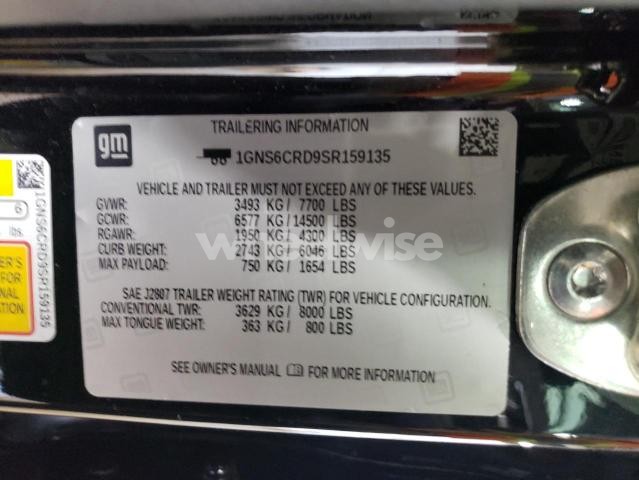 gm
TRAILERING INFORMATION
1GNS6CRD9SR159135
VEHICLE AND TRAILER MUST NOT EXCEED ANY OF THESE VALUES.
GVWR: 3493 KG / 7700 LBS
GCWR: 6577 KG / 14500 LBS
RGAWR: 1950 KG / 4300 LBS
CURB WEIGHT: 2743 KG / 6046 LBS
MAX PAYLOAD: 750 KG / 1654 LBS
SAE J2807 TRAILER WEIGHT RATING (TWR) FOR VEHICLE CONFIGURATION.
CONVENTIONAL TWR: 3629 KG / 8000 LBS
MAX TONGUE WEIGHT: 363 KG / 800 LBS
SEE OWNER'S MANUAL FOR MORE INFORMATION
1GNS6CRD9SR159135
6
lbs.